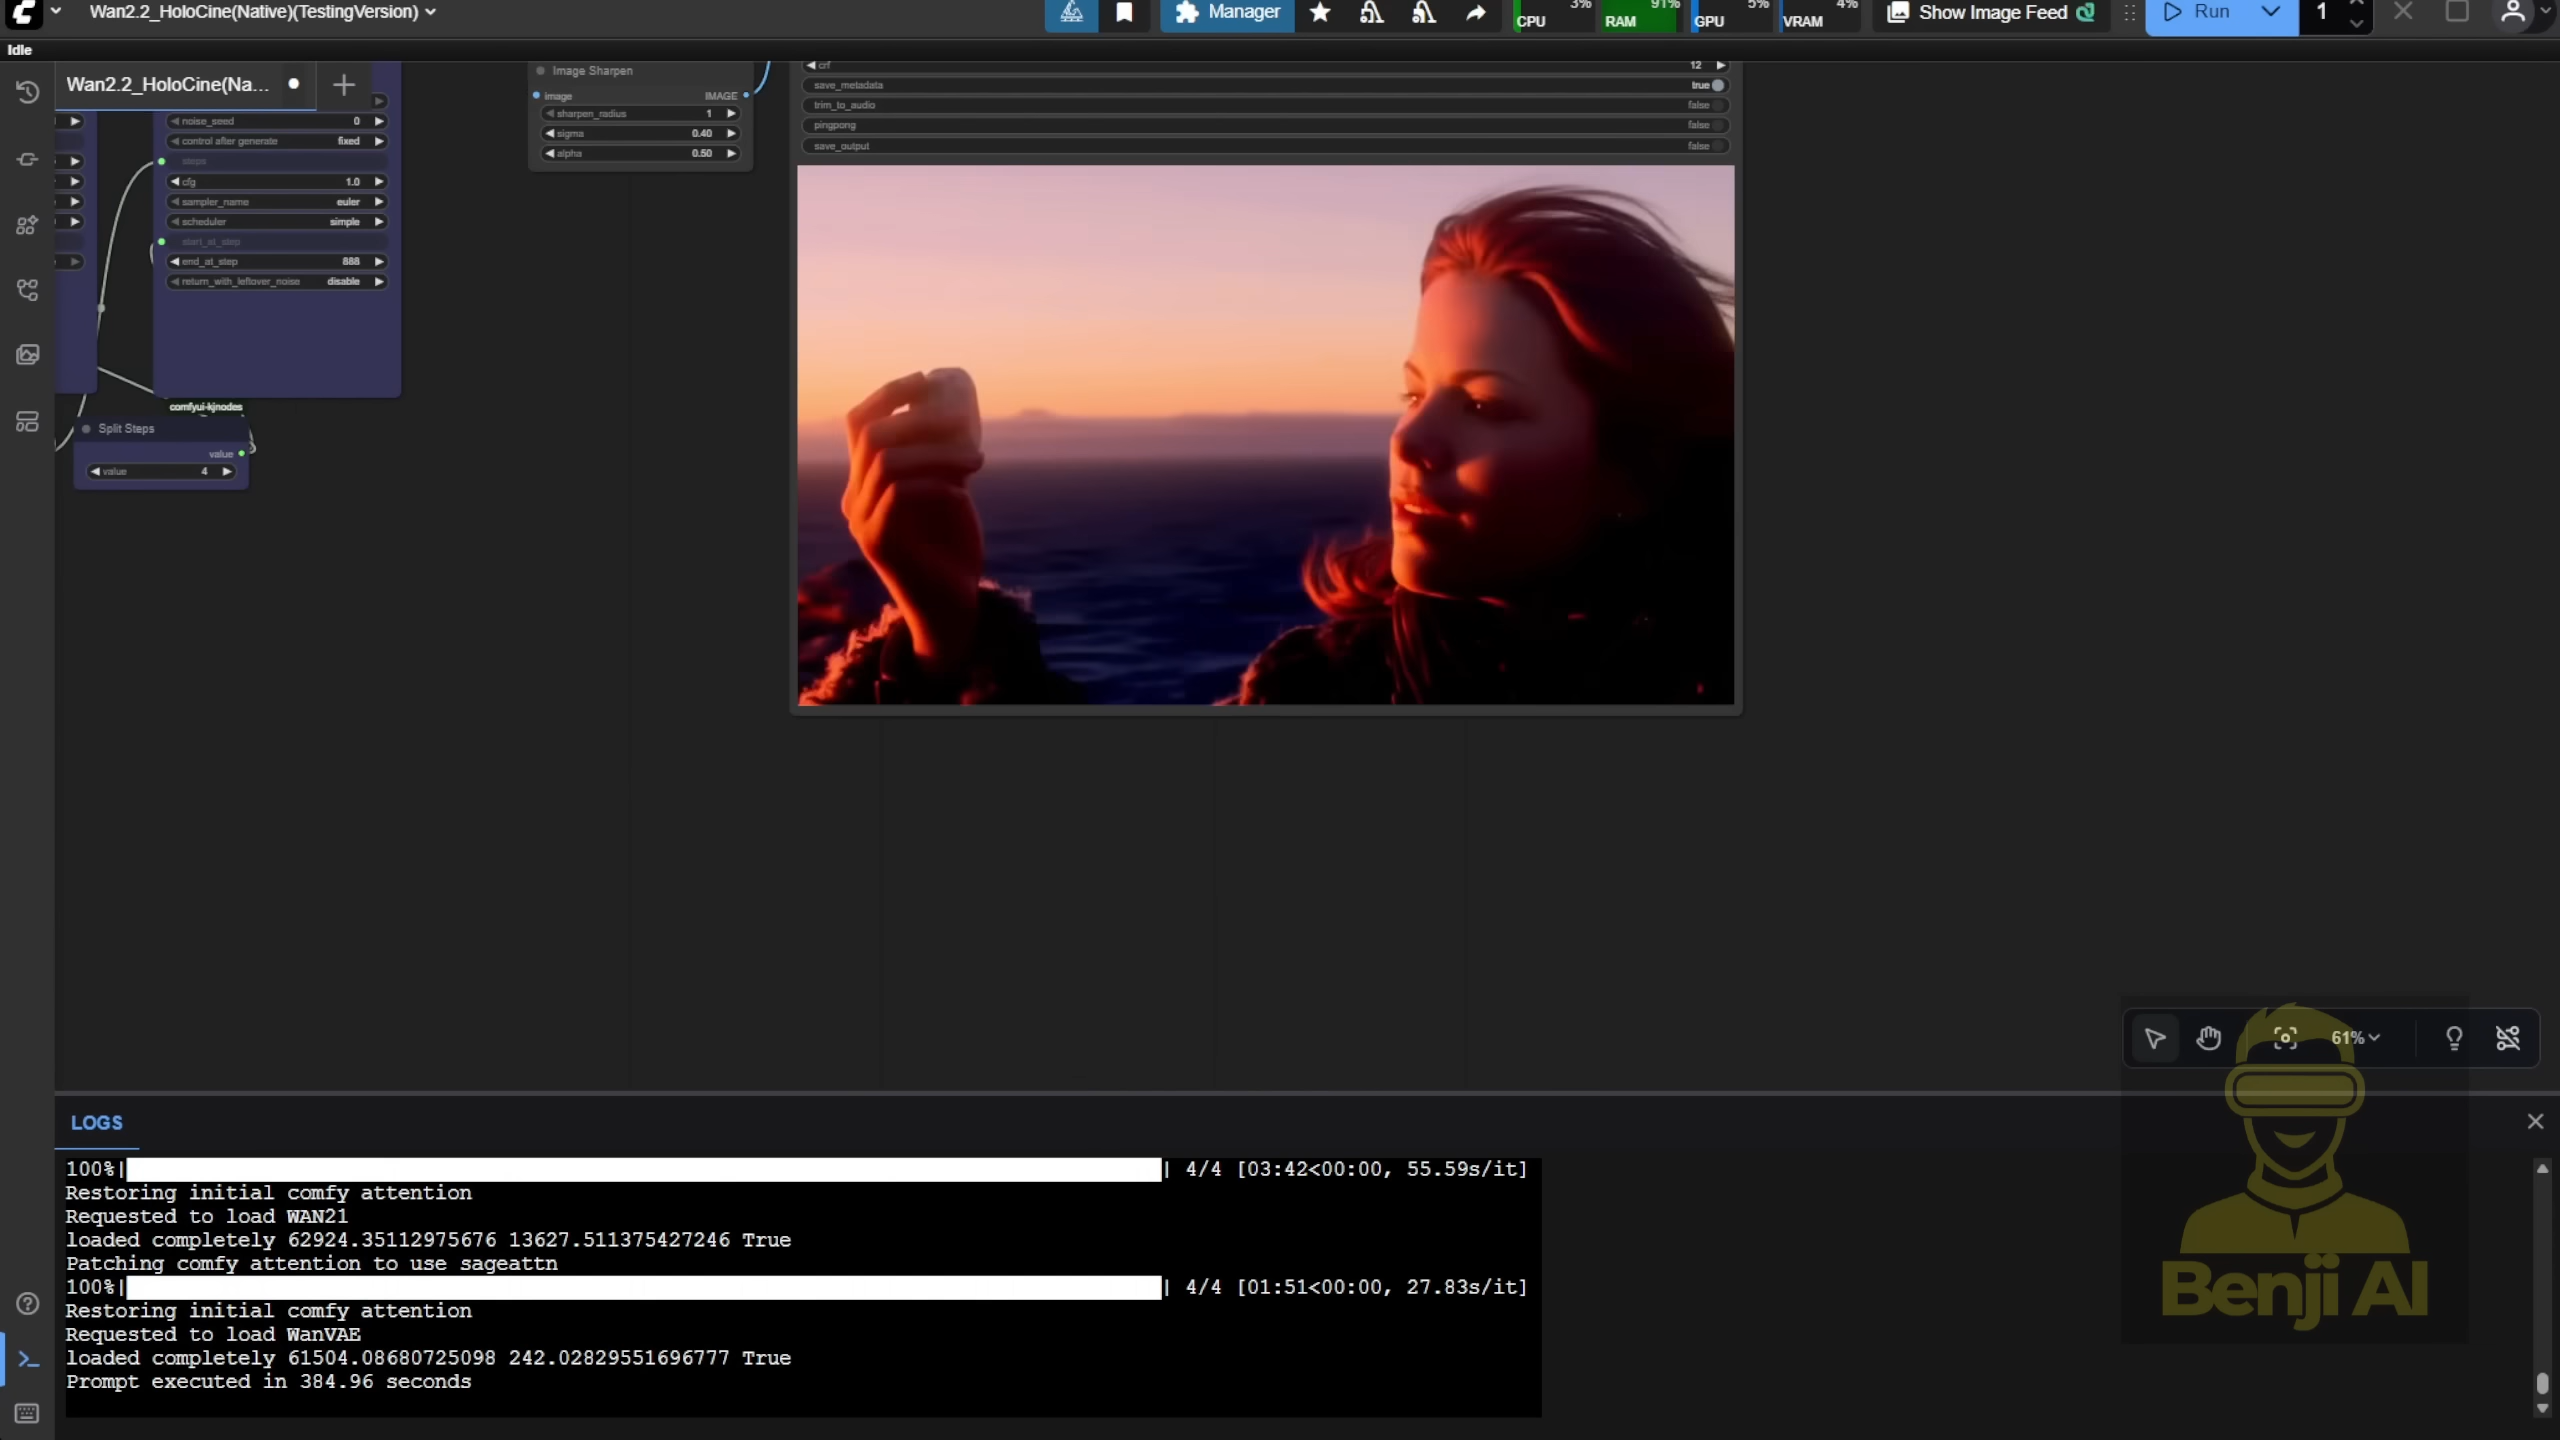 Wan2.2_HoloCine(Native)(TestingVersion)
Manager
CPU 3%
RAM 91%
GPU 5%
VRAM 4%
Show Image Feed
Run
1
Idle
Wan2.2_HoloCine(Na...
noise_seed 0
control after generate fixed
steps
cfg 1.0
sampler_name euler
scheduler simple
start_at_step
end_at_step 888
return_with_leftover_noise disable
comfyui-kjnodes
Split Steps
value
value 4
Image Sharpen
image IMAGE
sharpen_radius 1
sigma 0.40
alpha 0.50
crf 12
save_metadata true
trim_to_audio false
pingpong false
save_output false
61%
LOGS
100%| | 4/4 [03:42<00:00, 55.59s/it]
Restoring initial comfy attention
Requested to load WAN21
loaded completely 62924.35112975676 13627.511375427246 True
Patching comfy attention to use sageattn
100%| | 4/4 [01:51<00:00, 27.83s/it]
Restoring initial comfy attention
Requested to load WanVAE
loaded completely 61504.08680725098 242.02829551696777 True
Prompt executed in 384.96 seconds
Benji AI